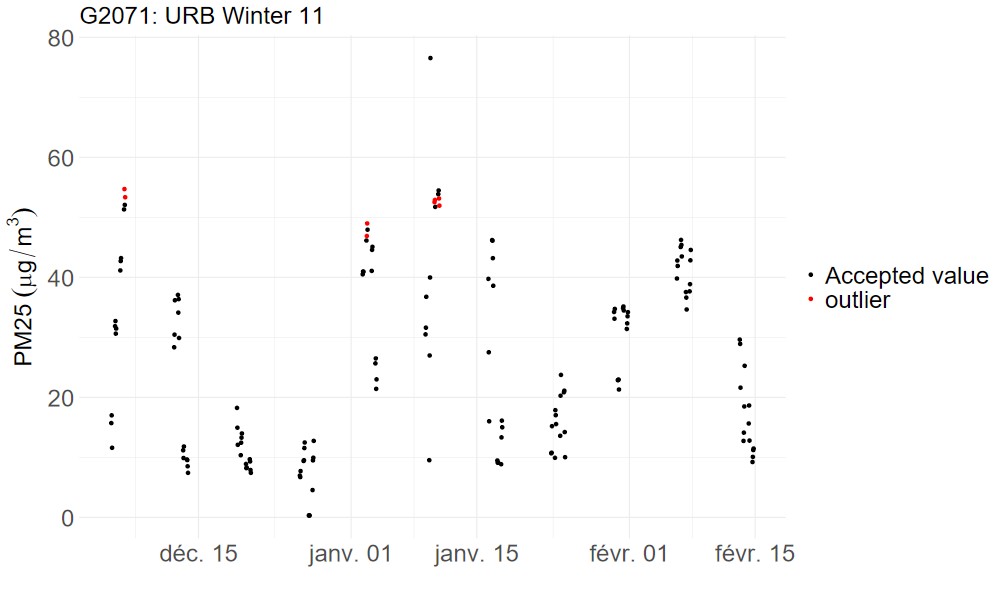 G2071: URB Winter 11
80
60
40
20
0
PM25 (μg/m³)
déc. 15
janv. 01
janv. 15
févr. 01
févr. 15
Accepted value
outlier